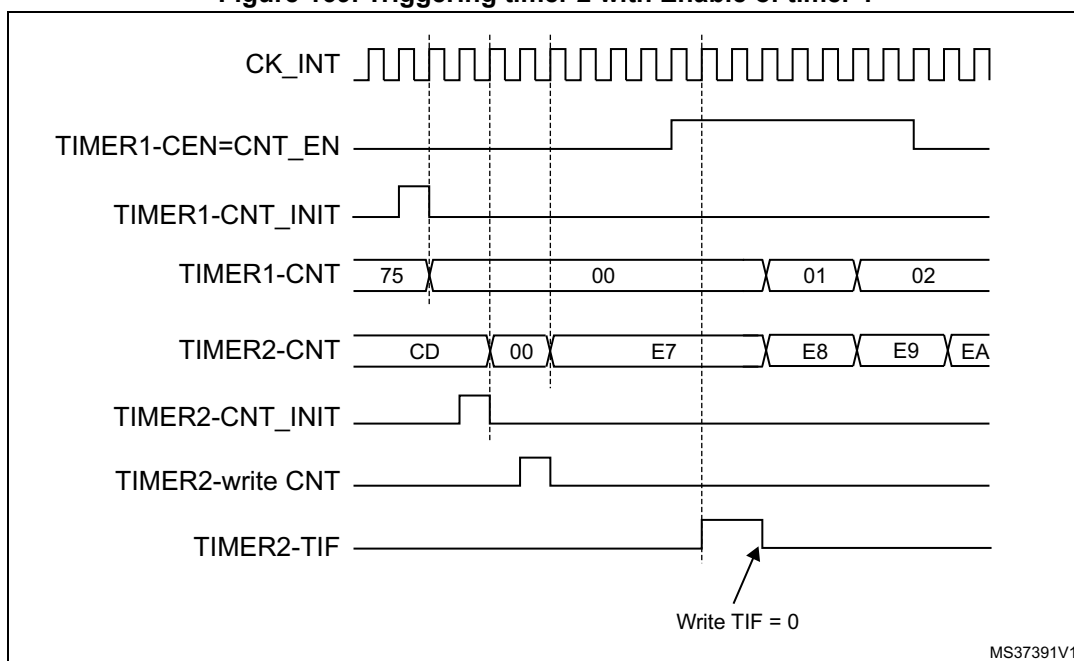 Triggering timer 2 with Enable of timer 1
CK_INT
TIMER1-CEN=CNT_EN
TIMER1-CNT_INIT
TIMER1-CNT 75 00 01 02
TIMER2-CNT CD 00 E7 E8 E9 EA
TIMER2-CNT_INIT
TIMER2-write CNT
TIMER2-TIF
Write TIF = 0
MS37391V1